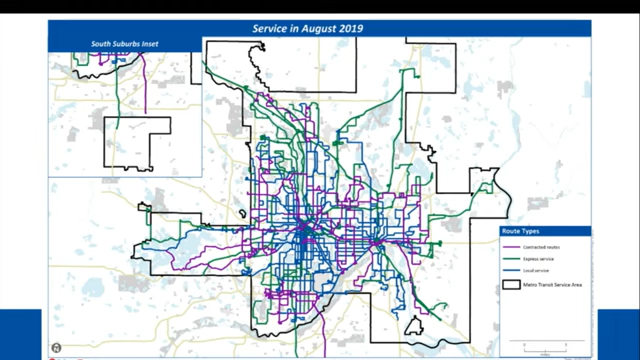 Service in August 2019
South Suburbs Inset
Route Types
Contracted routes
Express service
Local service
Metro Transit Service Area